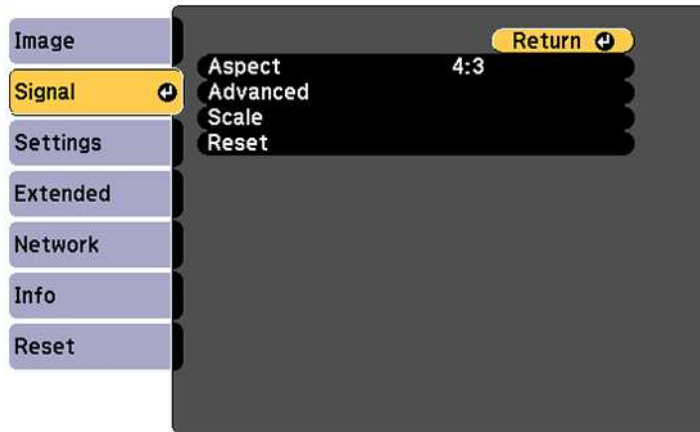 Image
Signal
Settings
Extended
Network
Info
Reset
Return
Aspect 4:3
Advanced
Scale
Reset